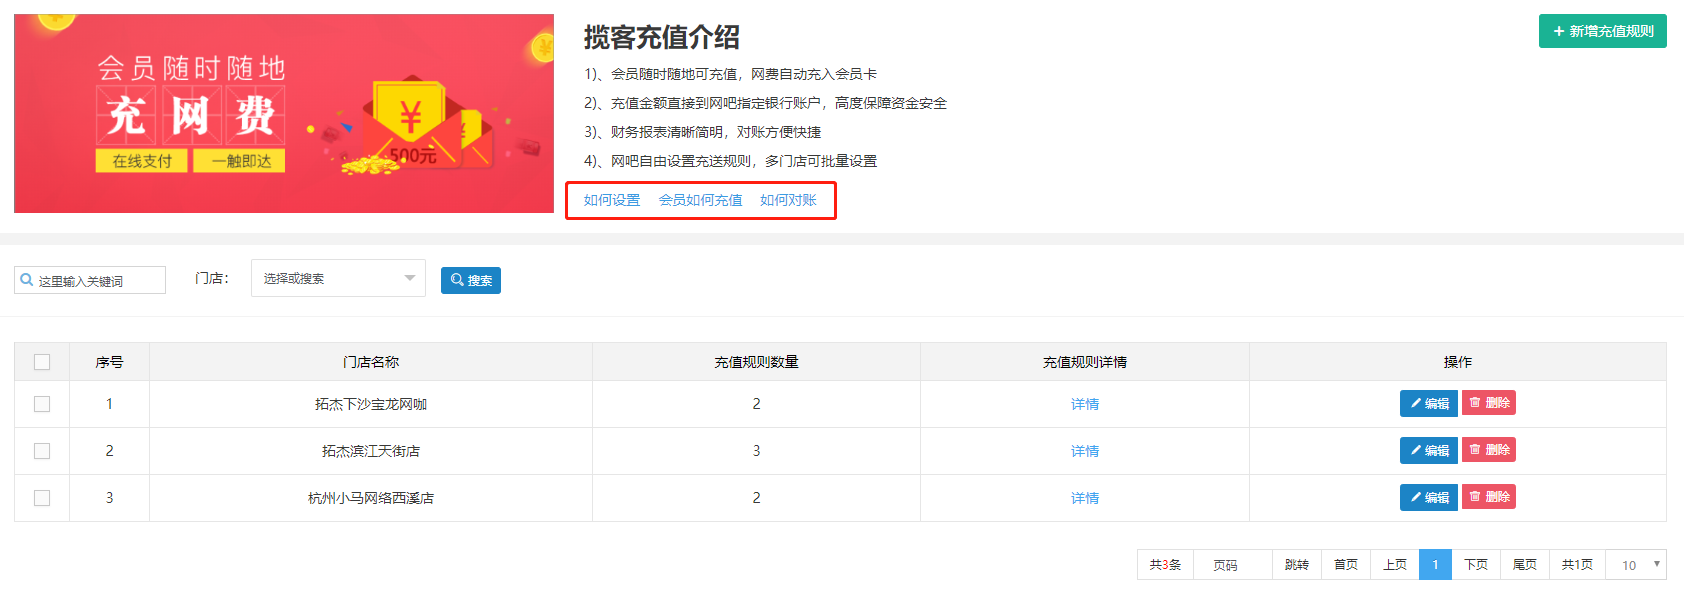 会员随时随地
充网费
在线支付 一触即达
¥
500元
揽客充值介绍
+ 新增充值规则
1)、会员随时随地可充值，网费自动充入会员卡
2)、充值金额直接到网吧指定银行账户，高度保障资金安全
3)、财务报表清晰简明，对账方便快捷
4)、网吧自由设置充送规则，多门店可批量设置
如何设置 会员如何充值 如何对账
这里输入关键词 门店： 选择或搜索 搜索
序号 门店名称 充值规则数量 充值规则详情 操作
1 拓杰下沙宝龙网咖 2 详情 编辑 删除
2 拓杰滨江天街店 3 详情 编辑 删除
3 杭州小马网络西溪店 2 详情 编辑 删除
共3条 页码 跳转 首页 上页 1 下页 尾页 共1页 10